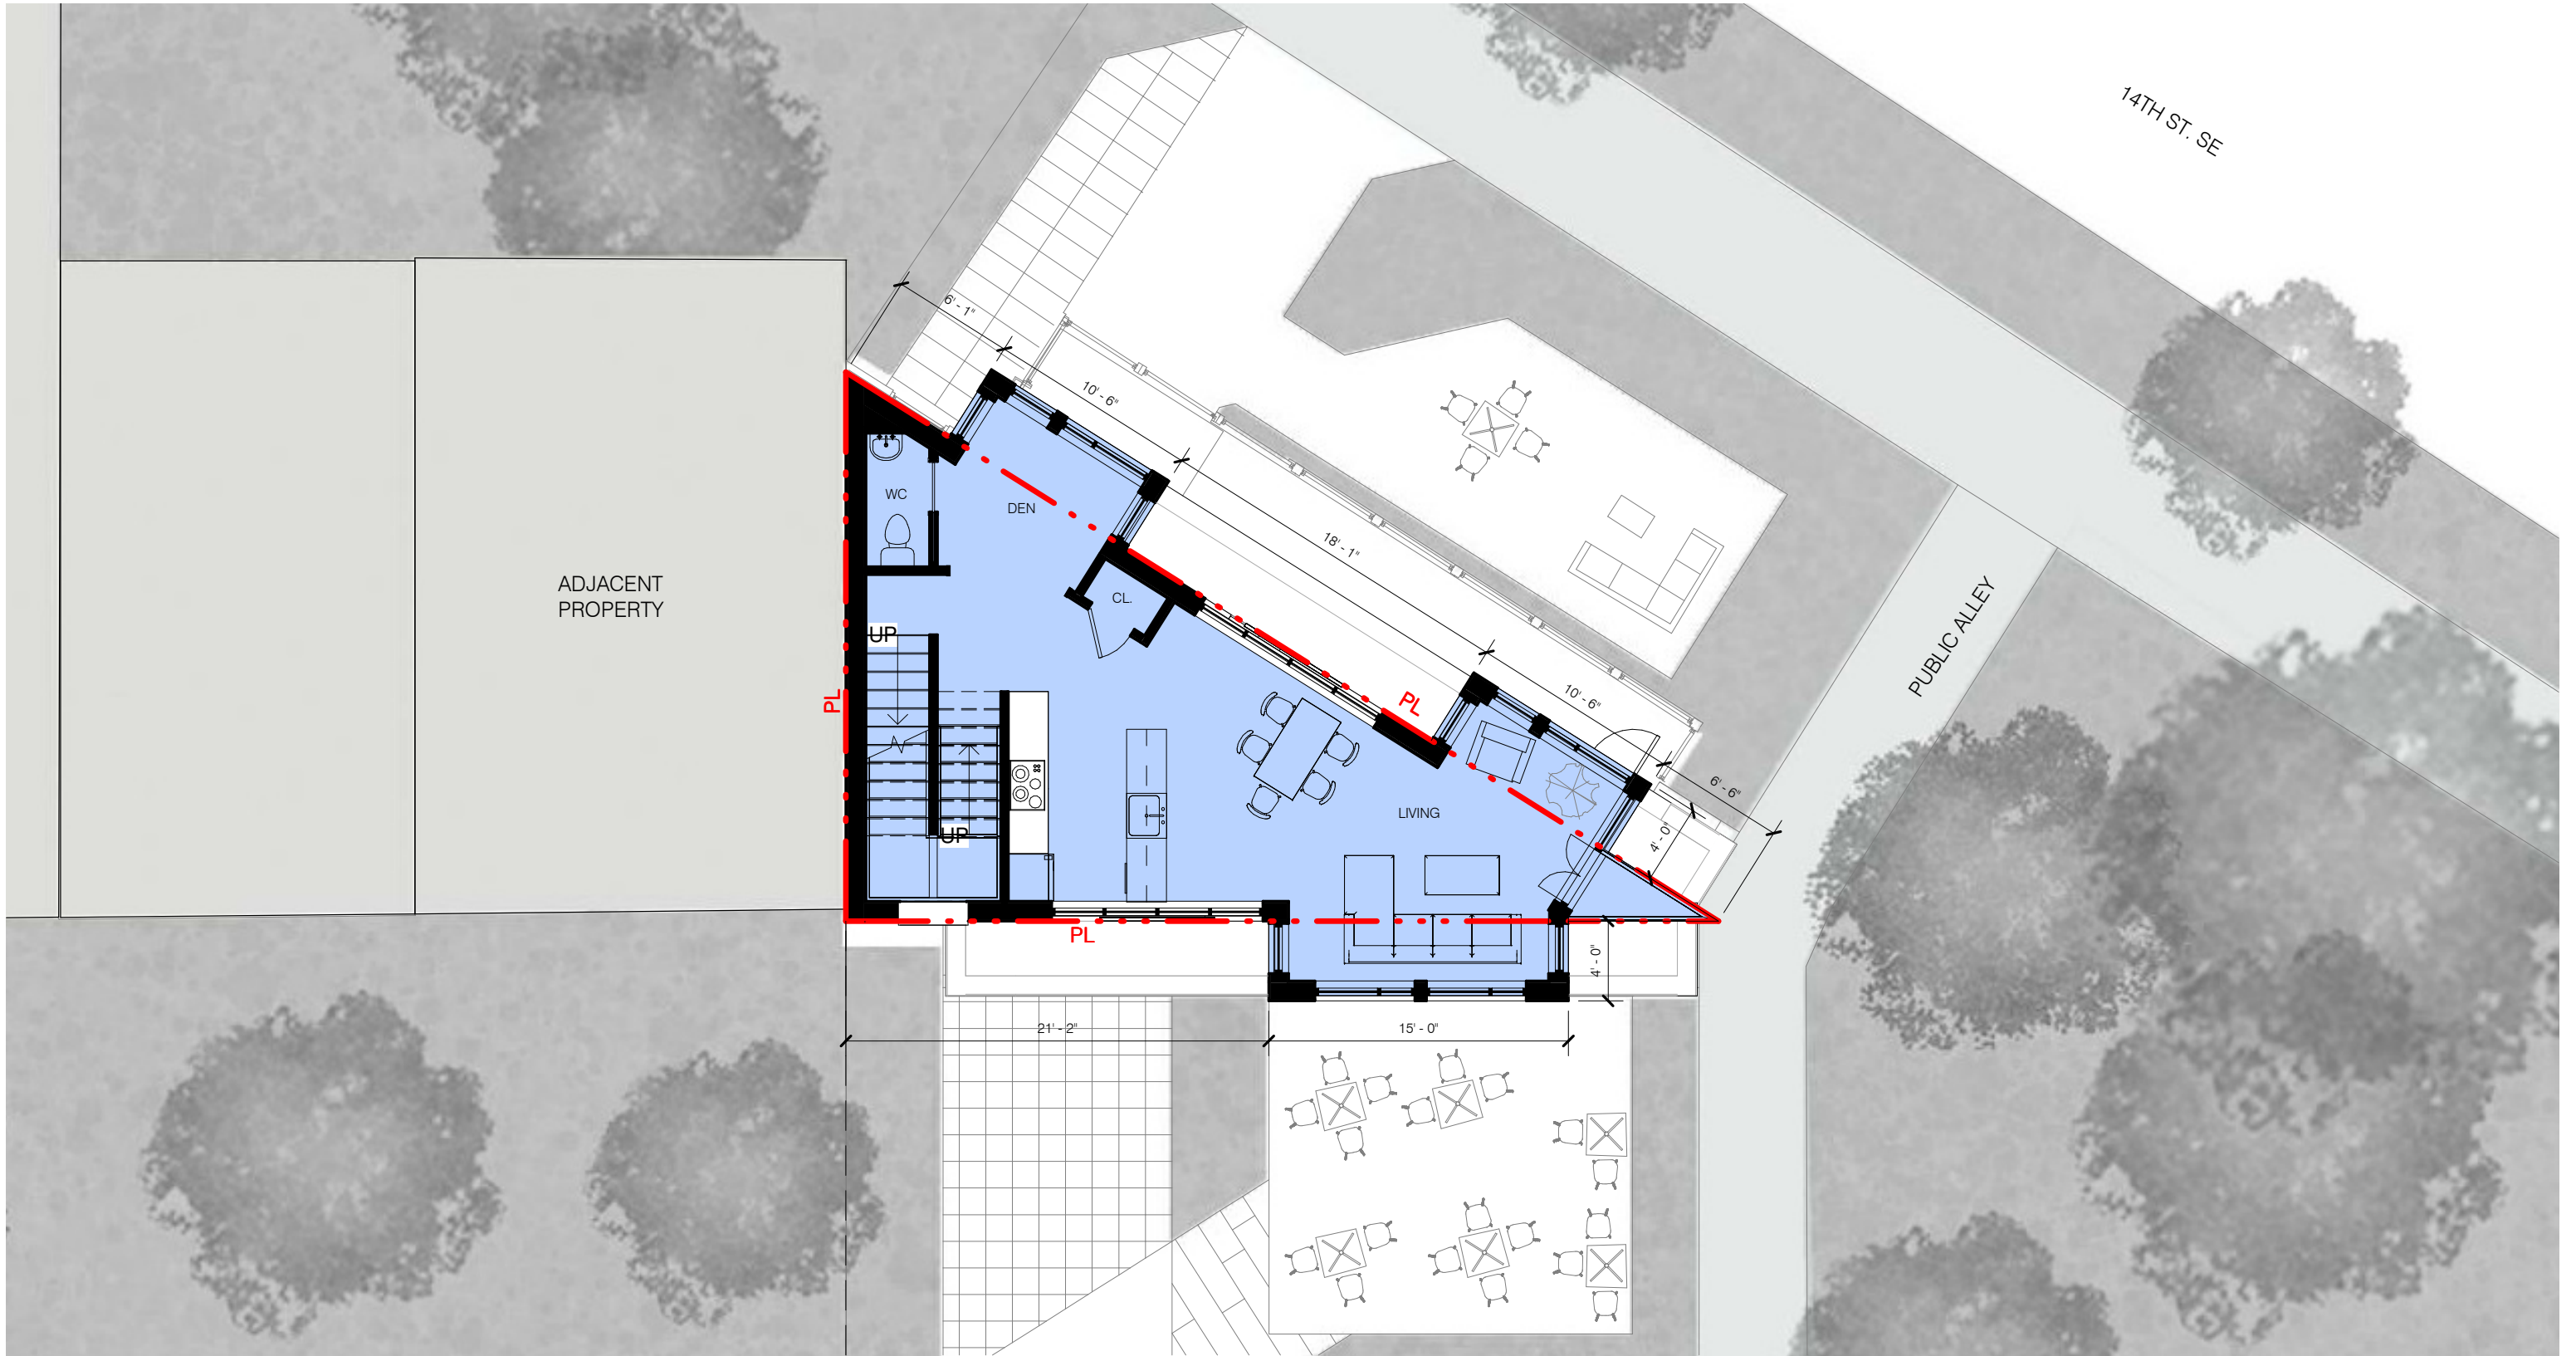 14TH ST. SE
6' - 1"
10' - 6"
WC
DEN
18' - 1"
ADJACENT
PROPERTY
CL.
PUBLIC ALLEY
UP
PL
PL
10' - 6"
6' - 6"
LIVING
UP
4' - 0"
PL
4' - 0"
21' - 2"
15' - 0"